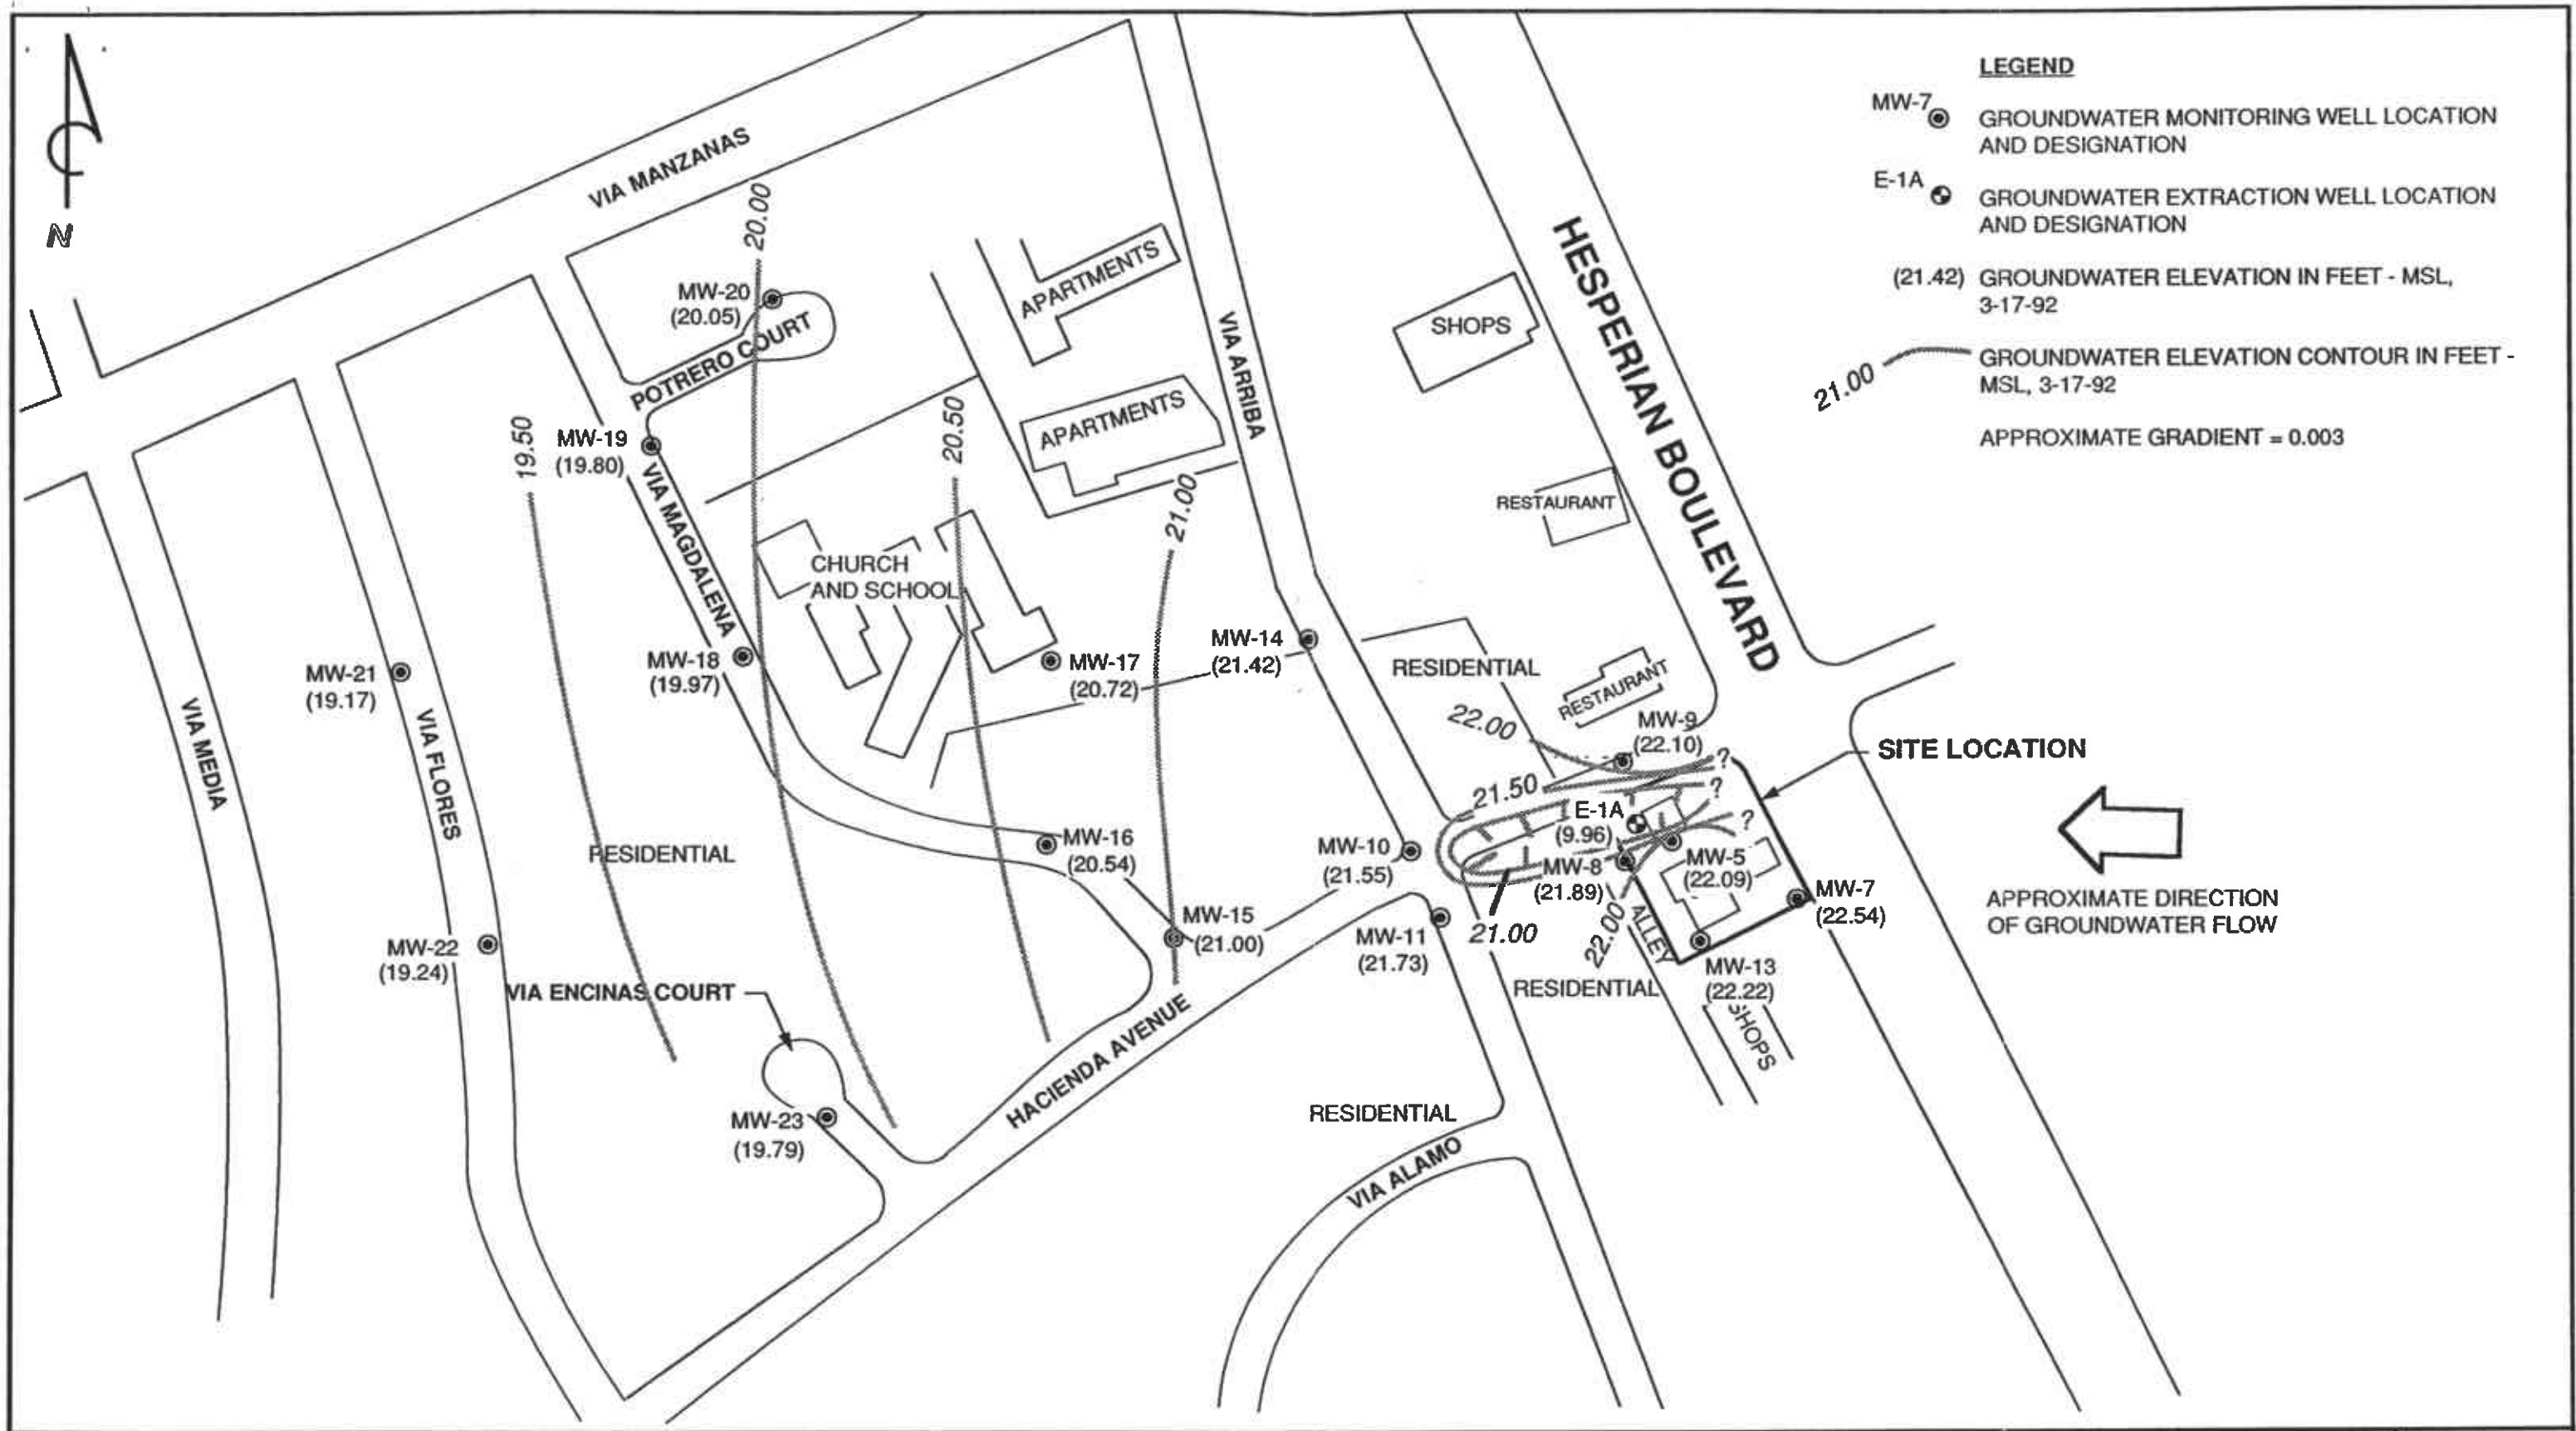 N
LEGEND
MW-7
GROUNDWATER MONITORING WELL LOCATION
AND DESIGNATION
E-1A
GROUNDWATER EXTRACTION WELL LOCATION
AND DESIGNATION
(21.42) GROUNDWATER ELEVATION IN FEET - MSL,
3-17-92
21.00
GROUNDWATER ELEVATION CONTOUR IN FEET -
MSL, 3-17-92
APPROXIMATE GRADIENT = 0.003
VIA MANZANAS
20.00
MW-20
(20.05)
POTRERO COURT
APARTMENTS
VIA ARRIBA
SHOPS
HESPERIAN BOULEVARD
19.50
MW-19
(19.80)
VIA MAGDALENA
20.50
APARTMENTS
21.00
RESTAURANT
CHURCH
AND SCHOOL
MW-21
(19.17)
VIA MEDIA
VIA FLORES
MW-18
(19.97)
MW-17
(20.72)
MW-14
(21.42)
RESIDENTIAL
RESTAURANT
22.00
MW-9
(22.10)
?
SITE LOCATION
21.50
?
E-1A
(9.96)
?
RESIDENTIAL
MW-16
(20.54)
MW-10
(21.55)
MW-8
(21.89)
MW-5
(22.09)
MW-7
(22.54)
APPROXIMATE DIRECTION
OF GROUNDWATER FLOW
MW-22
(19.24)
MW-15
(21.00)
MW-11
(21.73)
21.00
22.00
ALLEY
MW-13
(22.22)
VIA ENCINAS COURT
RESIDENTIAL
SHOPS
HACIENDA AVENUE
MW-23
(19.79)
RESIDENTIAL
VIA ALAMO